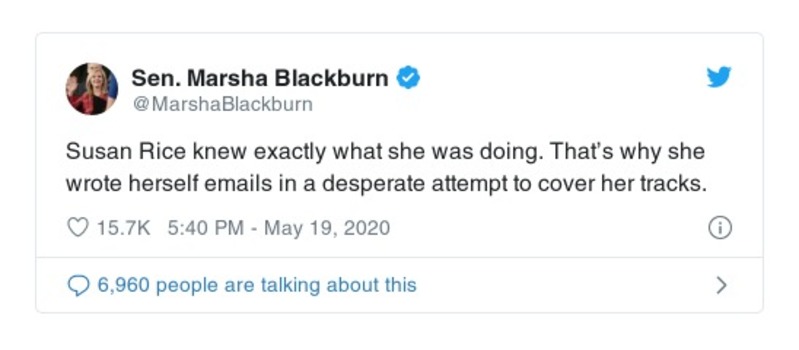 Sen. Marsha Blackburn
@MarshaBlackburn
Susan Rice knew exactly what she was doing. That's why she
wrote herself emails in a desperate attempt to cover her tracks.
15.7K 5:40 PM - May 19, 2020
6,960 people are talking about this